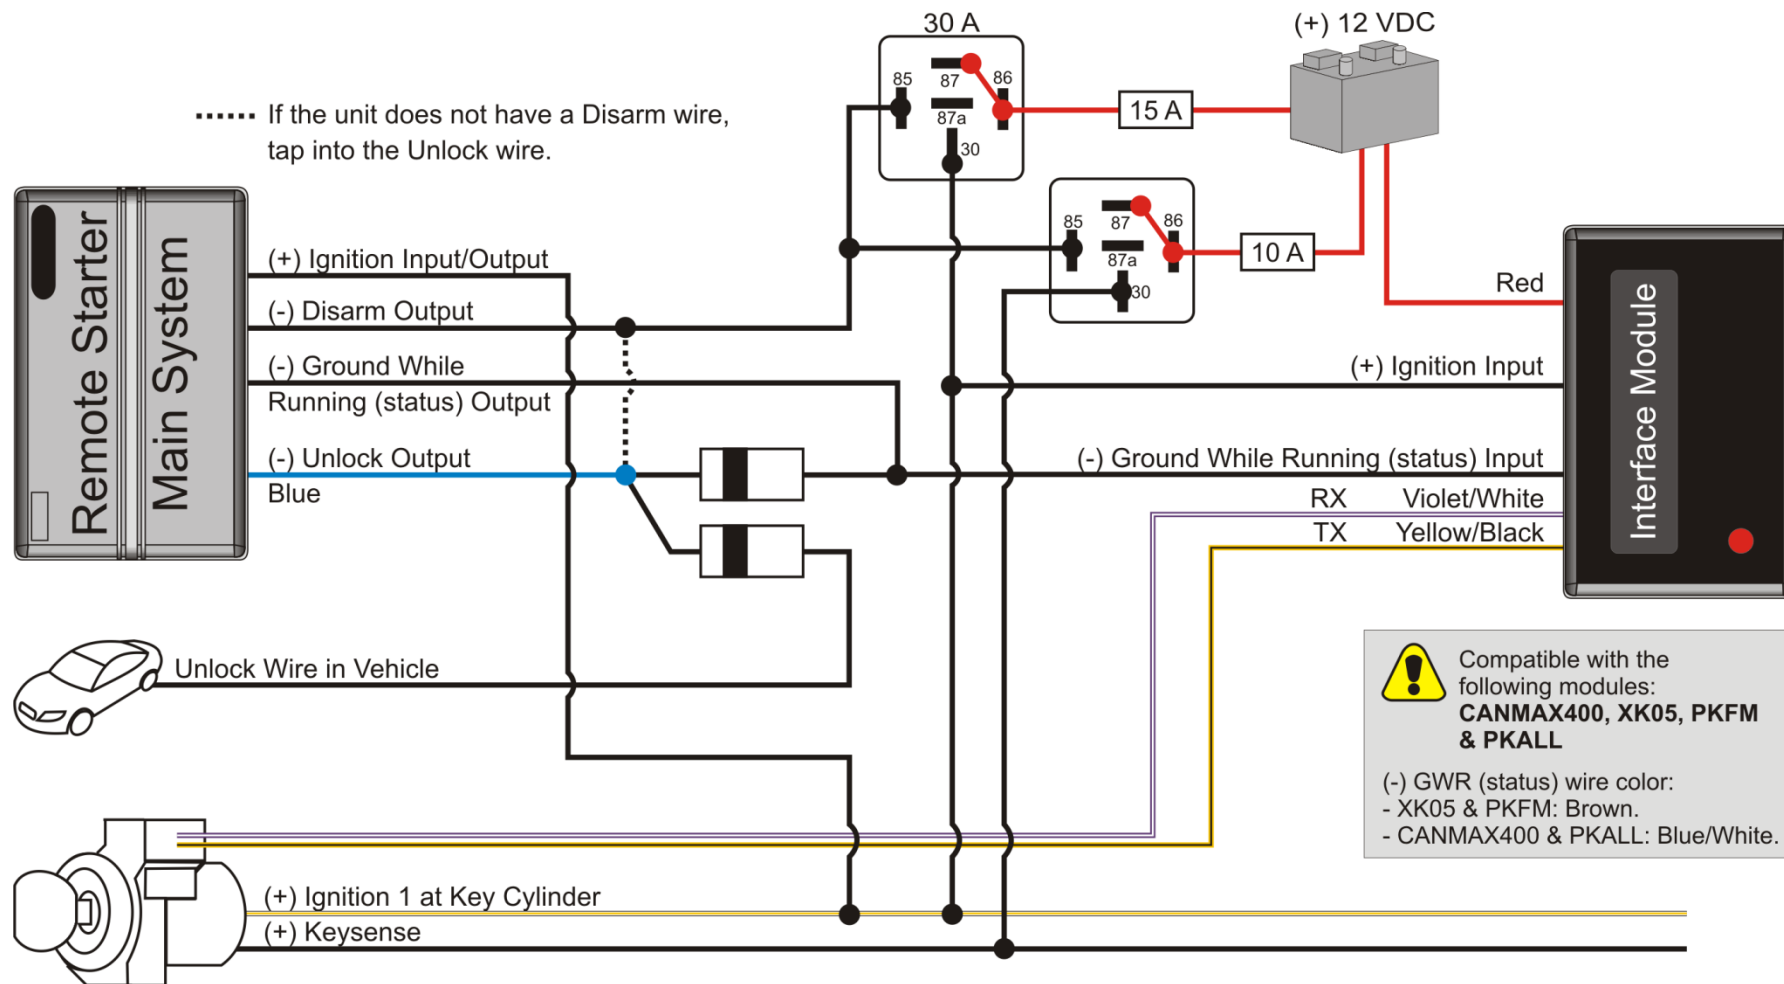 30 A
(+) 12 VDC
85
87
86
87a
30
15 A
If the unit does not have a Disarm wire,
tap into the Unlock wire.
85
87
86
87a
30
10 A
Remote Starter
Main System
(+) Ignition Input/Output
(-) Disarm Output
(-) Ground While
Running (status) Output
(-) Unlock Output
Blue
Red
(+) Ignition Input
(-) Ground While Running (status) Input
RX Violet/White
TX Yellow/Black
Interface Module
Unlock Wire in Vehicle
Compatible with the
following modules:
CANMAX400, XK05, PKFM
& PKALL
(-) GWR (status) wire color:
- XK05 & PKFM: Brown.
- CANMAX400 & PKALL: Blue/White.
(+) Ignition 1 at Key Cylinder
(+) Keysense